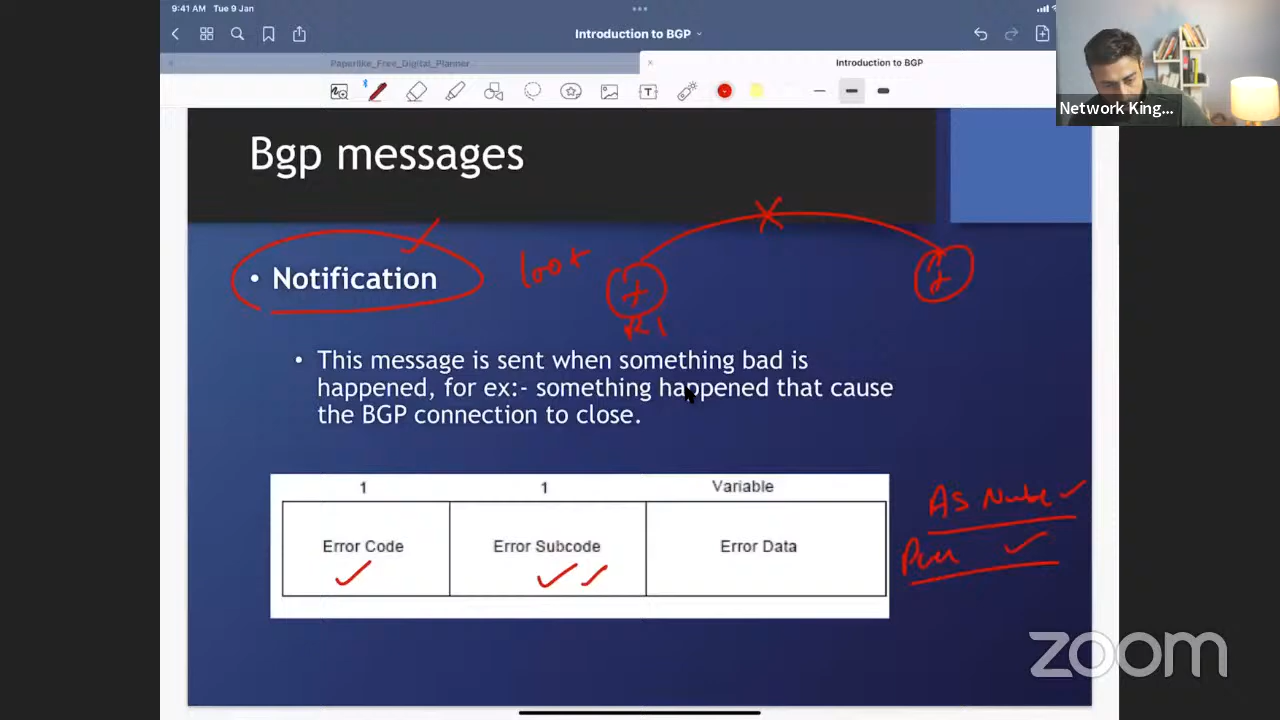 9:41 AM Tue 9 Jan
Introduction to BGP
Paperlike_Free_Digital_Planner
Introduction to BGP
Network King...
Bgp messages
• Notification
R1
• This message is sent when something bad is
happened, for ex:- something happened that cause
the BGP connection to close.
1 1 Variable
Error Code Error Subcode Error Data
AS
zoom